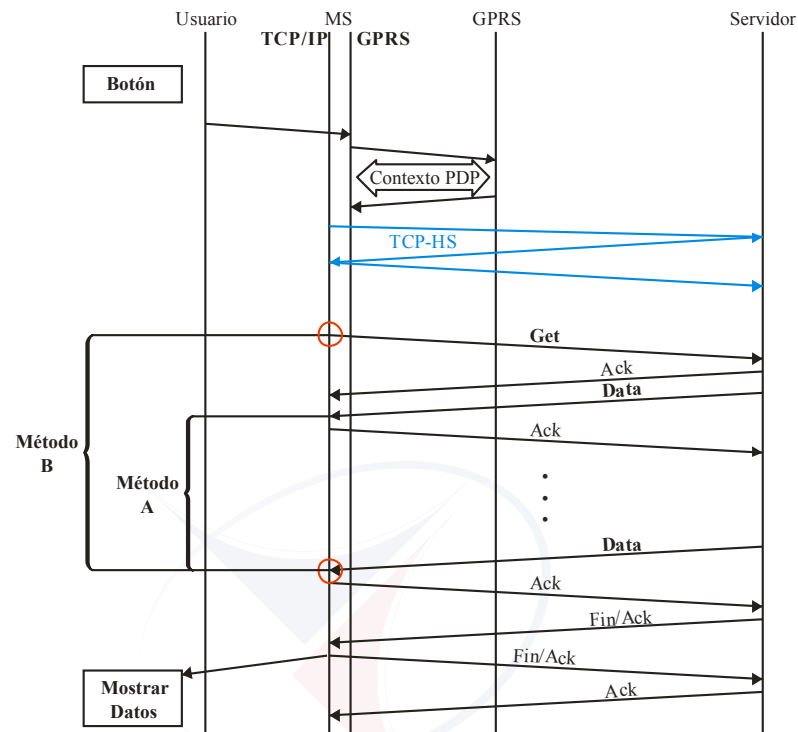 Usuario MS GPRS Servidor
TCP/IP GPRS
Botón
Contexto PDP
TCP-HS
Get
Ack
Data
Ack
Método
B
Método
A
Data
Ack
Fin/Ack
Fin/Ack
Mostrar
Datos
Ack